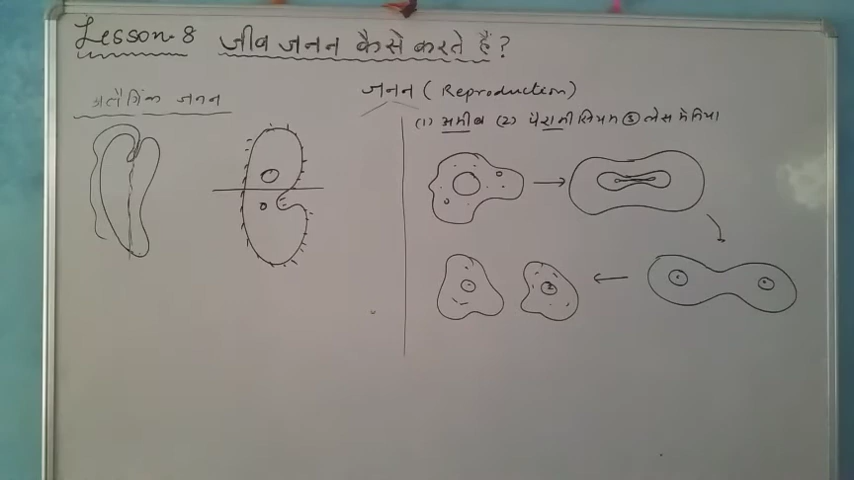 Lesson-8 जीव जनन कैसे करते हैं?
जनन (Reproduction)
अलैंगिक जनन
(1) अमीब (2) पैरामीसियम ③ लेसमेनिया